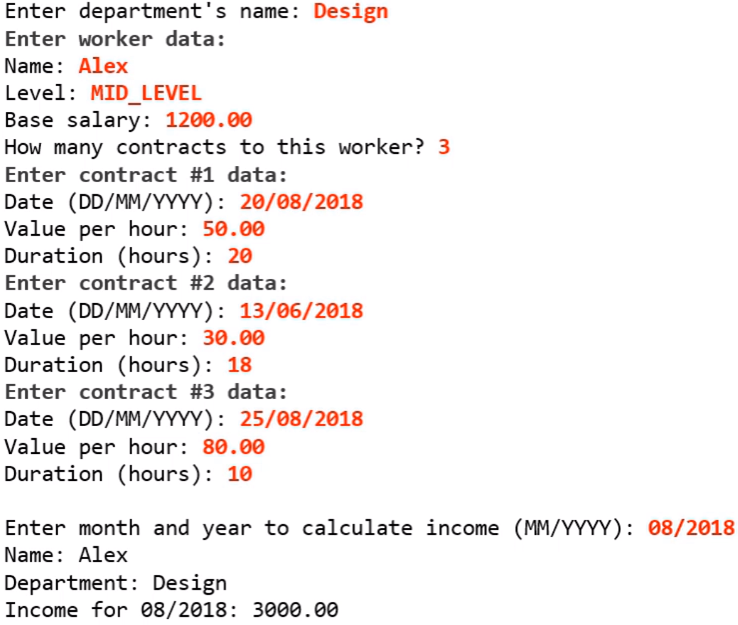 Enter department's name: Design
Enter worker data:
Name: Alex
Level: MID_LEVEL
Base salary: 1200.00
How many contracts to this worker? 3
Enter contract #1 data:
Date (DD/MM/YYYY): 20/08/2018
Value per hour: 50.00
Duration (hours): 20
Enter contract #2 data:
Date (DD/MM/YYYY): 13/06/2018
Value per hour: 30.00
Duration (hours): 18
Enter contract #3 data:
Date (DD/MM/YYYY): 25/08/2018
Value per hour: 80.00
Duration (hours): 10
Enter month and year to calculate income (MM/YYYY): 08/2018
Name: Alex
Department: Design
Income for 08/2018: 3000.00